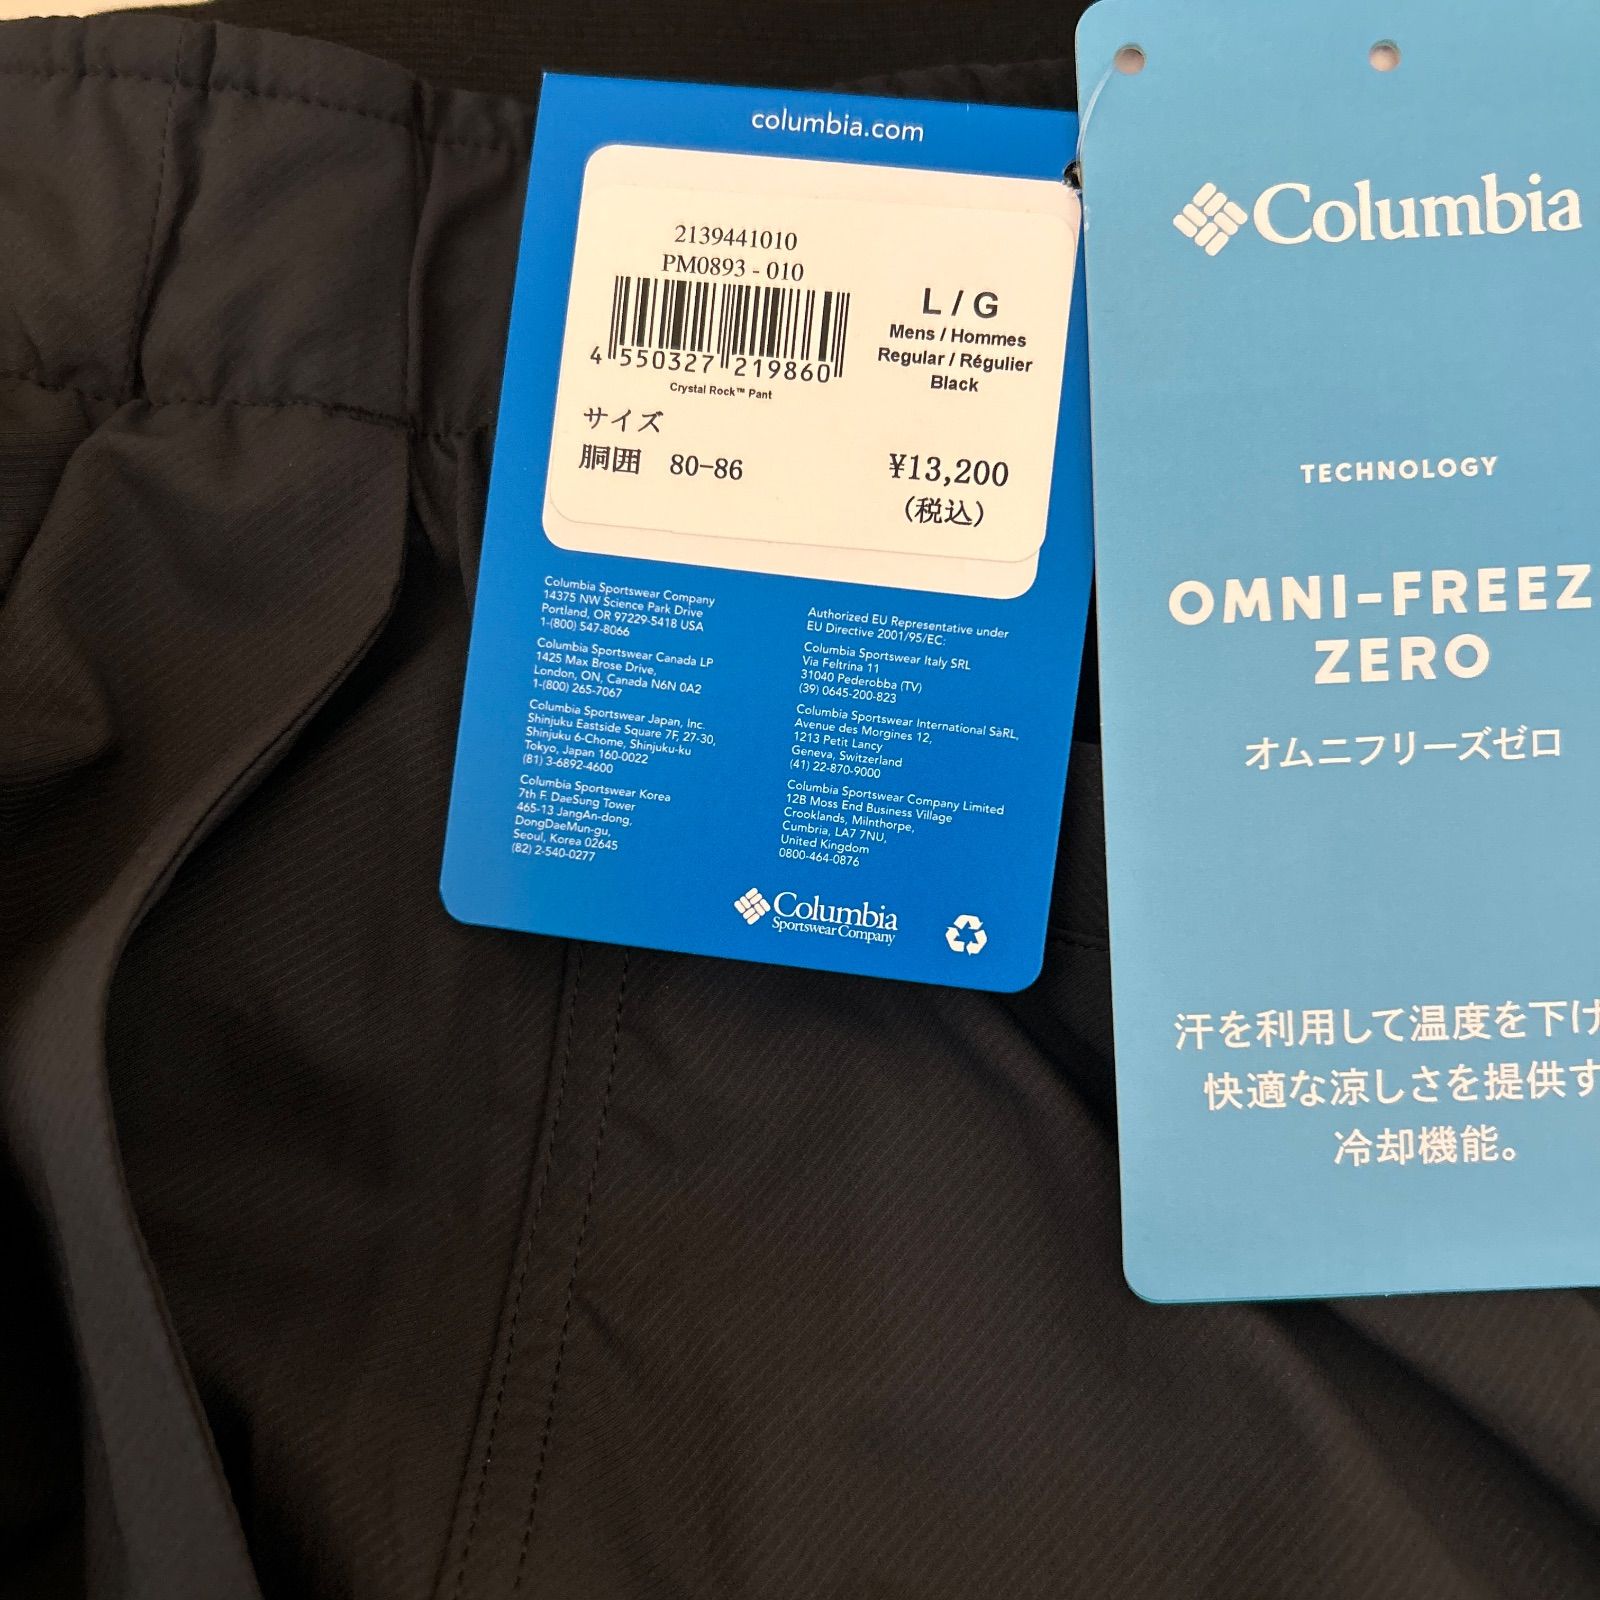 columbia.com
2139441010
PM0893 - 010
4 550327 219860
Crystal Rock™ Pant
L / G
Mens / Hommes
Regular / Régulier
Black
サイズ
胴囲 80-86
¥13,200
(税込)
Columbia Sportswear Company
14375 NW Science Park Drive
Portland, OR 97229-5418 USA
1-(800) 547-8066
Columbia Sportswear Canada LP
1425 Max Brose Drive,
London, ON, Canada N6N 0A2
1-(800) 265-7067
Columbia Sportswear Japan, Inc.
Shinjuku Eastside Square 7F, 27-30,
Shinjuku 6-Chome, Shinjuku-ku
Tokyo, Japan 160-0022
(81) 3-6892-4600
Columbia Sportswear Korea
7th F. DaeSung Tower
465-13 JangAn-dong,
DongDaeMun-gu,
Seoul, Korea 02645
(82) 2-540-0277
Authorized EU Representative under
EU Directive 2001/95/EC:
Columbia Sportswear Italy SRL
Via Feltrina 11
31040 Pederobba (TV)
(39) 0645-200-823
Columbia Sportswear International SàRL,
Avenue des Morgines 12,
1213 Petit Lancy
Geneva, Switzerland
(41) 22-870-9000
Columbia Sportswear Company Limited
12B Moss End Business Village
Crooklands, Milnthorpe,
Cumbria, LA7 7NU,
United Kingdom
0800-464-0876
Columbia
Sportswear Company
Columbia
TECHNOLOGY
OMNI-FREEZ
ZERO
オムニフリーズゼロ
汗を利用して温度を下げ
快適な涼しさを提供す
冷却機能。